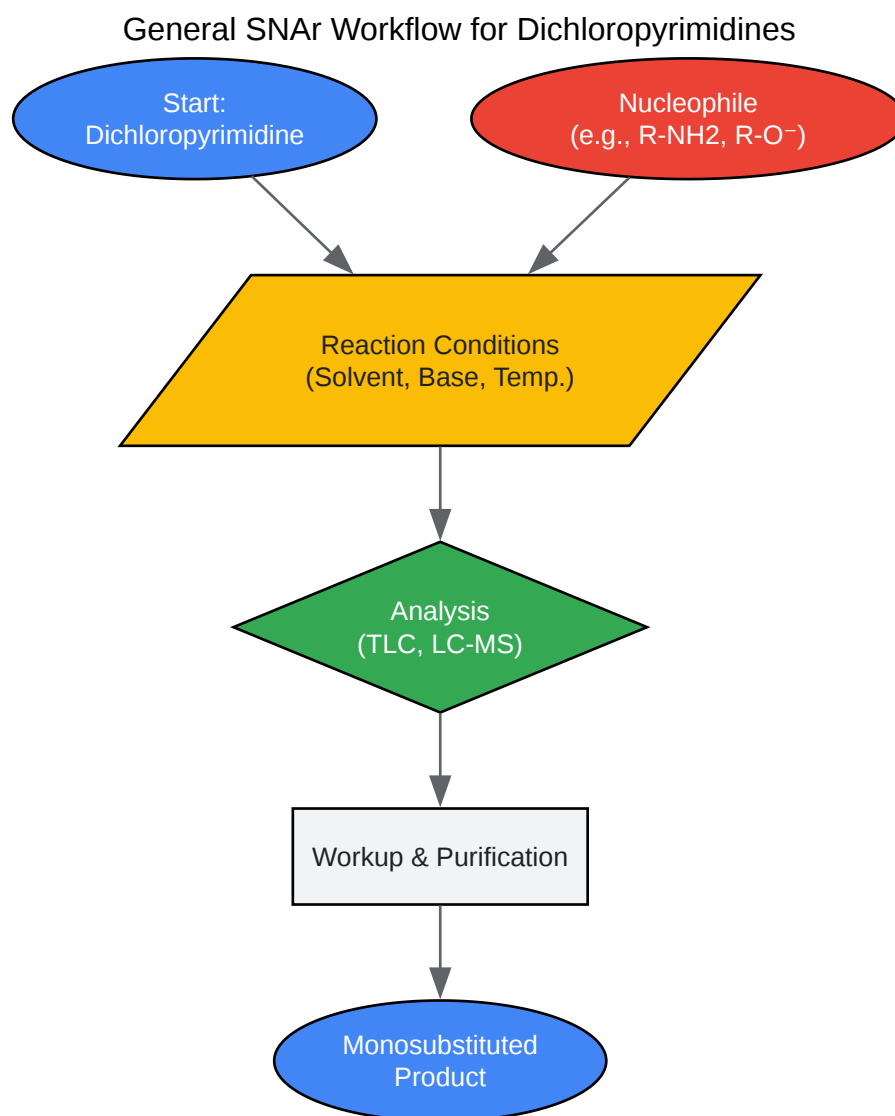 General SNAr Workflow for Dichloropyrimidines
Start:
Dichloropyrimidine
Nucleophile
(e.g., R-NH2, R-O⁻)
Reaction Conditions
(Solvent, Base, Temp.)
Analysis
(TLC, LC-MS)
Workup & Purification
Monosubstituted
Product